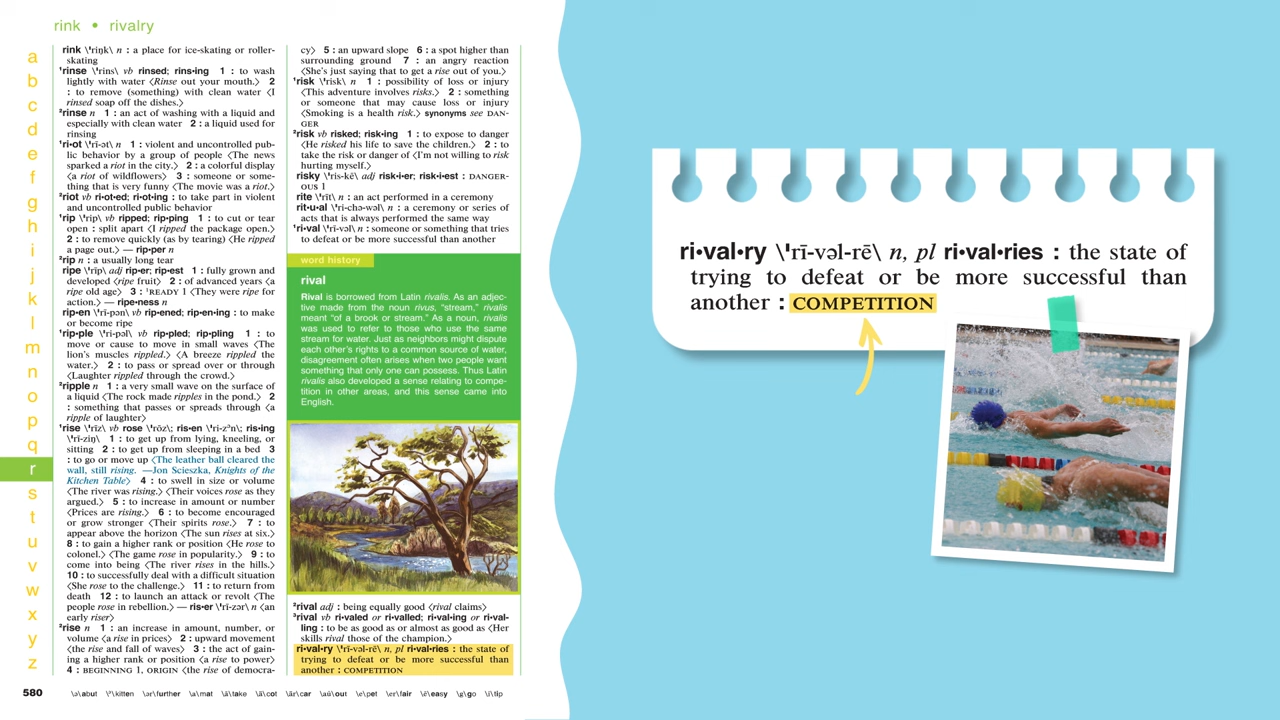 rink • rivalry
a
b
c
d
e
f
g
h
i
j
k
l
m
n
o
p
q
r
s
t
u
v
w
x
y
z
rink \ˈriŋk\ n : a place for ice-skating or roller-
skating
¹rinse \ˈrins\ vb rinsed; rins•ing 1 : to wash
lightly with water 〈Rinse out your mouth.〉 2
: to remove (something) with clean water 〈I
rinsed soap off the dishes.〉
²rinse n 1 : an act of washing with a liquid and
especially with clean water 2 : a liquid used for
rinsing
¹ri•ot \ˈrī-ət\ n 1 : violent and uncontrolled pub-
lic behavior by a group of people 〈The news
sparked a riot in the city.〉 2 : a colorful display
〈a riot of wildflowers〉 3 : someone or some-
thing that is very funny 〈The movie was a riot.〉
²riot vb ri•ot•ed; ri•ot•ing : to take part in violent
and uncontrolled public behavior
¹rip \ˈrip\ vb ripped; rip•ping 1 : to cut or tear
open : split apart 〈I ripped the package open.〉
2 : to remove quickly (as by tearing) 〈He ripped
a page out.〉 — rip•per n
²rip n : a usually long tear
ripe \ˈrīp\ adj rip•er; rip•est 1 : fully grown and
developed 〈ripe fruit〉 2 : of advanced years 〈a
ripe old age〉 3 : ¹READY 1 〈They were ripe for
action.〉 — ripe•ness n
rip•en \ˈrī-pən\ vb rip•ened; rip•en•ing : to make
or become ripe
¹rip•ple \ˈri-pəl\ vb rip•pled; rip•pling 1 : to
move or cause to move in small waves 〈The
lion's muscles rippled.〉 〈A breeze rippled the
water.〉 2 : to pass or spread over or through
〈Laughter rippled through the crowd.〉
²ripple n 1 : a very small wave on the surface of
a liquid 〈The rock made ripples in the pond.〉 2
: something that passes or spreads through 〈a
ripple of laughter〉
¹rise \ˈrīz\ vb rose \ˈrōz\; ris•en \ˈri-zᵊn\; ris•ing
\ˈrī-ziŋ\ 1 : to get up from lying, kneeling, or
sitting 2 : to get up from sleeping in a bed 3
: to go or move up 〈The leather ball cleared the
wall, still rising. —Jon Scieszka, Knights of the
Kitchen Table〉 4 : to swell in size or volume
〈The river was rising.〉 〈Their voices rose as they
argued.〉 5 : to increase in amount or number
〈Prices are rising.〉 6 : to become encouraged
or grow stronger 〈Their spirits rose.〉 7 : to
appear above the horizon 〈The sun rises at six.〉
8 : to gain a higher rank or position 〈He rose to
colonel.〉 〈The game rose in popularity.〉 9 : to
come into being 〈The river rises in the hills.〉
10 : to successfully deal with a difficult situation
〈She rose to the challenge.〉 11 : to return from
death 12 : to launch an attack or revolt 〈The
people rose in rebellion.〉 — ris•er \ˈrī-zər\ n 〈an
early riser〉
²rise n 1 : an increase in amount, number, or
volume 〈a rise in prices〉 2 : upward movement
〈the rise and fall of waves〉 3 : the act of gain-
ing a higher rank or position 〈a rise to power〉
4 : BEGINNING 1, ORIGIN 〈the rise of democra-
cy〉 5 : an upward slope 6 : a spot higher than
surrounding ground 7 : an angry reaction
〈She's just saying that to get a rise out of you.〉
¹risk \ˈrisk\ n 1 : possibility of loss or injury
〈This adventure involves risks.〉 2 : something
or someone that may cause loss or injury
〈Smoking is a health risk.〉 synonyms see DAN-
GER
²risk vb risked; risk•ing 1 : to expose to danger
〈He risked his life to save the children.〉 2 : to
take the risk or danger of 〈I'm not willing to risk
hurting myself.〉
risky \ˈris-kē\ adj risk•i•er; risk•i•est : DANGER-
OUS 1
rite \ˈrīt\ n : an act performed in a ceremony
rit•u•al \ˈri-chə-wəl\ n : a ceremony or series of
acts that is always performed the same way
¹ri•val \ˈrī-vəl\ n : someone or something that tries
to defeat or be more successful than another
word history
rival
Rival is borrowed from Latin rivalis. As an adjec-
tive made from the noun rivus, “stream,” rivalis
meant “of a brook or stream.” As a noun, rivalis
was used to refer to those who use the same
stream for water. Just as neighbors might dispute
each other's rights to a common source of water,
disagreement often arises when two people want
something that only one can possess. Thus Latin
rivalis also developed a sense relating to compe-
tition in other areas, and this sense came into
English.
²rival adj : being equally good 〈rival claims〉
³rival vb ri•valed or ri•valled; ri•val•ing or ri•val-
ling : to be as good as or almost as good as 〈Her
skills rival those of the champion.〉
ri•val•ry \ˈrī-vəl-rē\ n, pl ri•val•ries : the state of
trying to defeat or be more successful than
another : COMPETITION
580 \ə\abut \ᵊ\kitten \ər\further \a\mat \ā\take \ä\cot \är\car \au̇\out \e\pet \er\fair \ē\easy \g\go \i\tip
ri•val•ry \ˈrī-vəl-rē\ n, pl ri•val•ries : the state of
trying to defeat or be more successful than
another : COMPETITION